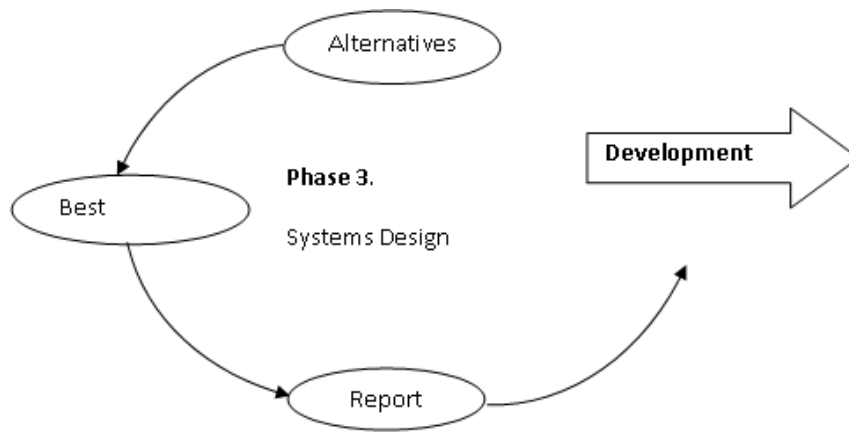 Alternatives
Development
Phase 3.
Best
Systems Design
Report